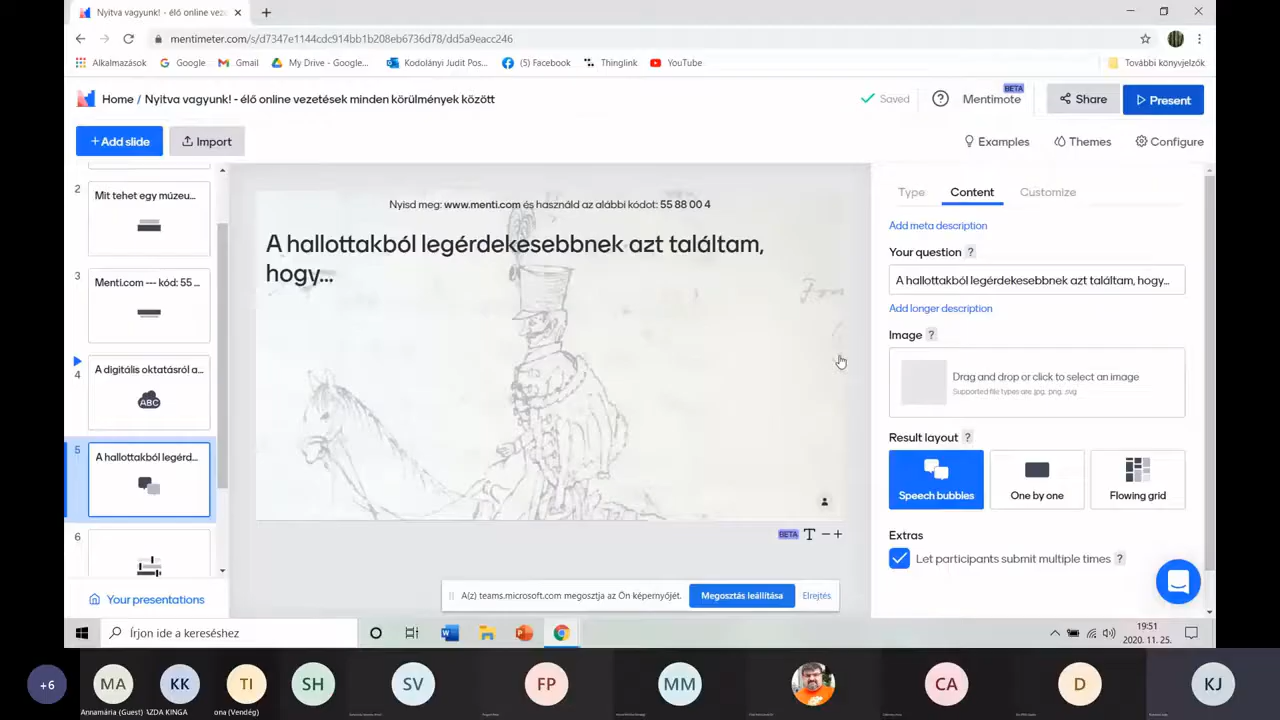 Nyitva vagyunk! - élő online veze
mentimeter.com/s/d7347e1144cdc914bb1b208eb6736d78/dd5a9eacc246
Alkalmazások
Google
Gmail
My Drive - Google...
Kodolányi Judit Pos...
(5) Facebook
Thinglink
YouTube
További könyvjelzők
Home / Nyitva vagyunk! - élő online vezetések minden körülmények között
Saved
?
Mentimote
BETA
Share
Present
+ Add slide
Import
Examples
Themes
Configure
2
Mit tehet egy múzeu...
3
Menti.com --- kód: 55 ...
4
A digitális oktatásról a...
ABC
5
A hallottakból legérd...
6
Your presentations
Nyisd meg: www.menti.com és használd az alábbi kódot: 55 88 00 4
A hallottakból legérdekesebbnek azt találtam,
hogy...
BETA T − +
Type
Content
Customize
Add meta description
Your question ?
A hallottakból legérdekesebbnek azt találtam, hogy...
Add longer description
Image ?
Drag and drop or click to select an image
Supported file types are .jpg, .png, .svg
Result layout ?
Speech bubbles
One by one
Flowing grid
Extras
Let participants submit multiple times ?
A(z) teams.microsoft.com megosztja az Ön képernyőjét.
Megosztás leállítása
Elrejtés
Írjon ide a kereséshez
19:51
2020. 11. 25.
+6
MA
KK
TI
SH
SV
FP
MM
CA
D
KJ
Annamária (Guest)
AZDA KINGA
ona (Vendég)